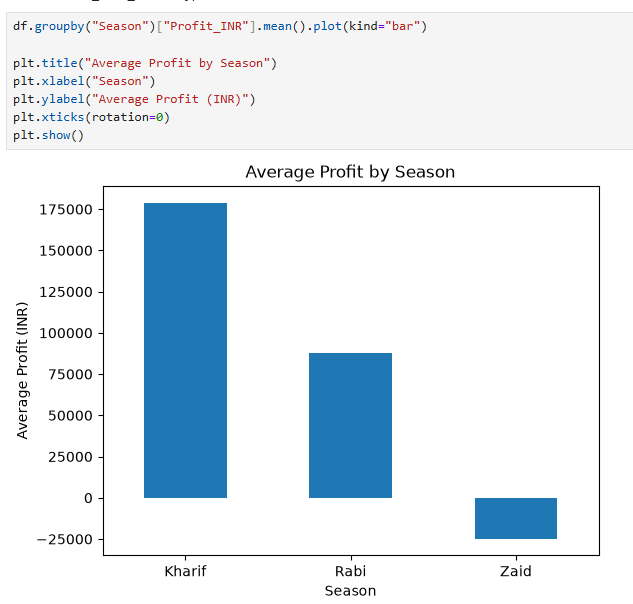 df.groupby("Season")["Profit_INR"].mean().plot(kind="bar")
plt.title("Average Profit by Season")
plt.xlabel("Season")
plt.ylabel("Average Profit (INR)")
plt.xticks(rotation=0)
plt.show()
Average Profit by Season
175000
150000
125000
100000
75000
50000
25000
0
−25000
Average Profit (INR)
Kharif Rabi Zaid
Season